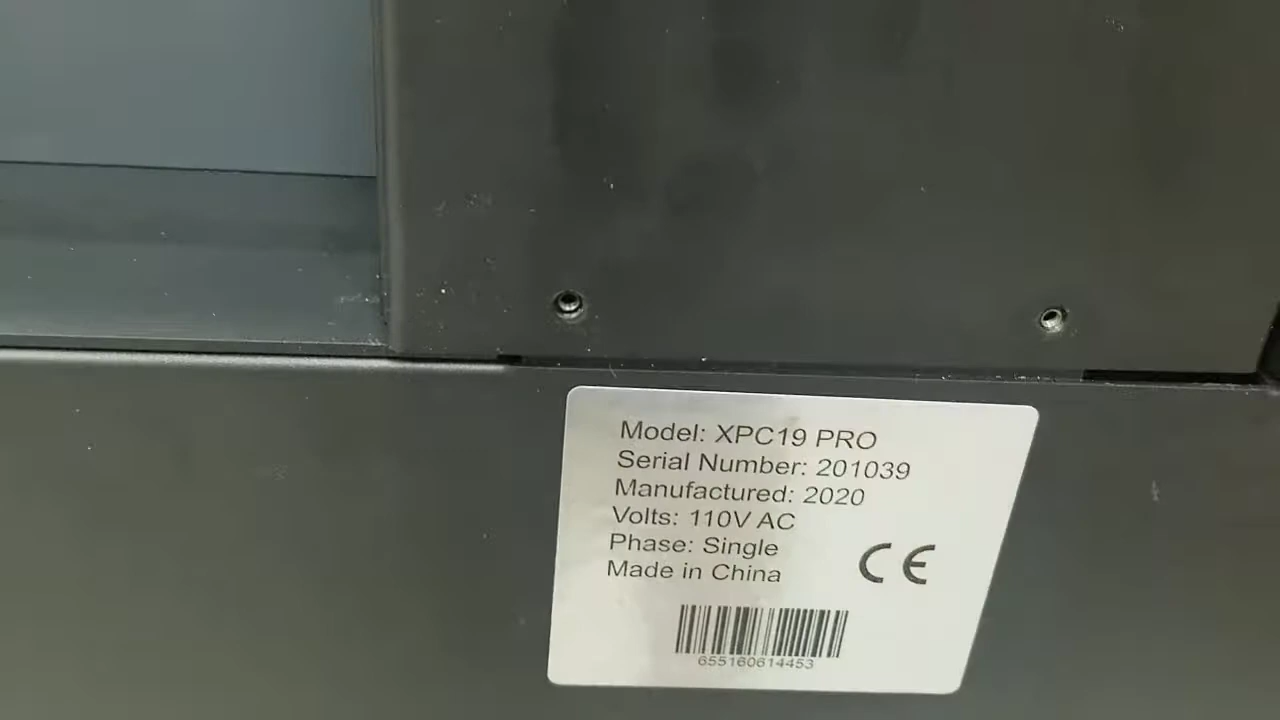 Model: XPC19 PRO
Serial Number: 201039
Manufactured: 2020
Volts: 110V AC
Phase: Single
Made in China
CE
655160614453